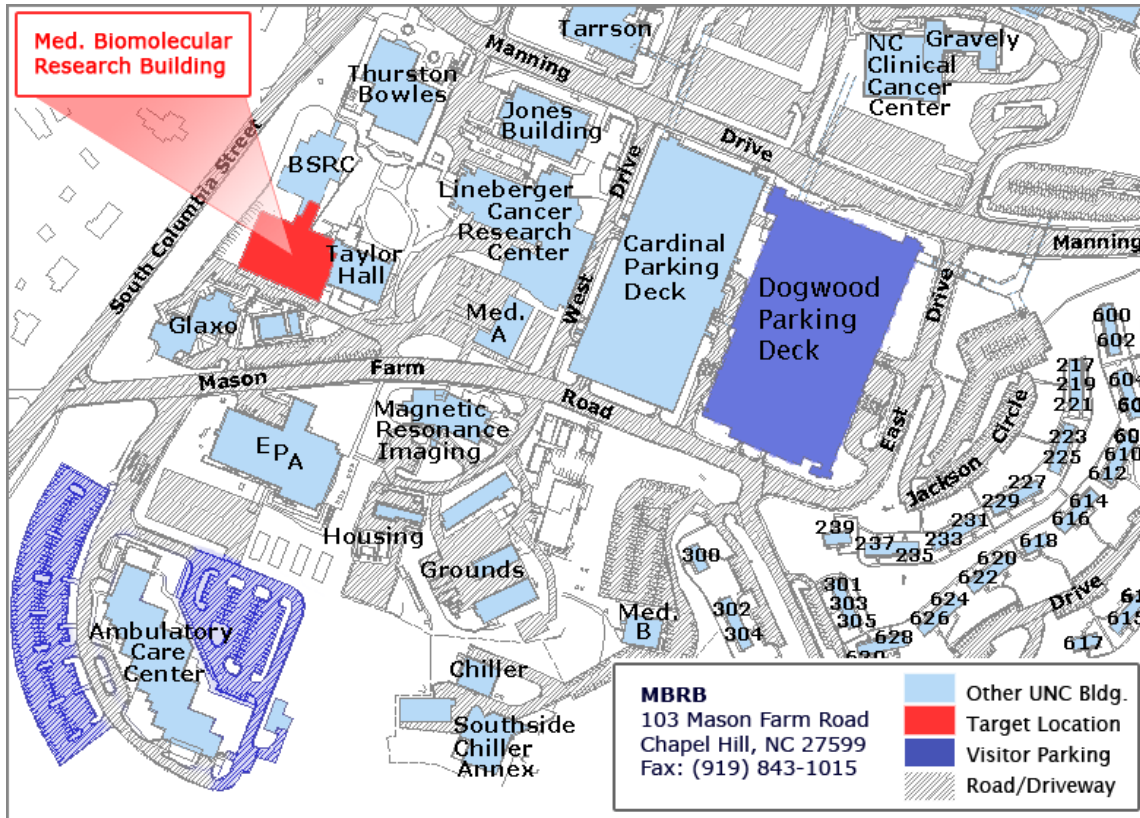 Med. Biomolecular
Research Building
Tarrson
Manning
Drive
Manning
NC
Clinical
Cancer
Center
Gravely
Thurston
Bowles
Jones
Building
BSRC
South Columbia Street
Lineberger
Cancer
Research
Center
West
Drive
Cardinal
Parking
Deck
Dogwood
Parking
Deck
East
Drive
Taylor
Hall
Glaxo
Med.
A
Mason
Farm
Road
Magnetic
Resonance
Imaging
EPA
Housing
Grounds
Jackson
Circle
600
602
217
219
221
223
225
610
612
227
229
614
616
231
233
618
239
237
235
620
622
300
301
303
305
624
626
628
302
304
Drive
617
Med.
B
Ambulatory
Care
Center
Chiller
Southside
Chiller
Annex
MBRB
103 Mason Farm Road
Chapel Hill, NC 27599
Fax: (919) 843-1015
Other UNC Bldg.
Target Location
Visitor Parking
Road/Driveway